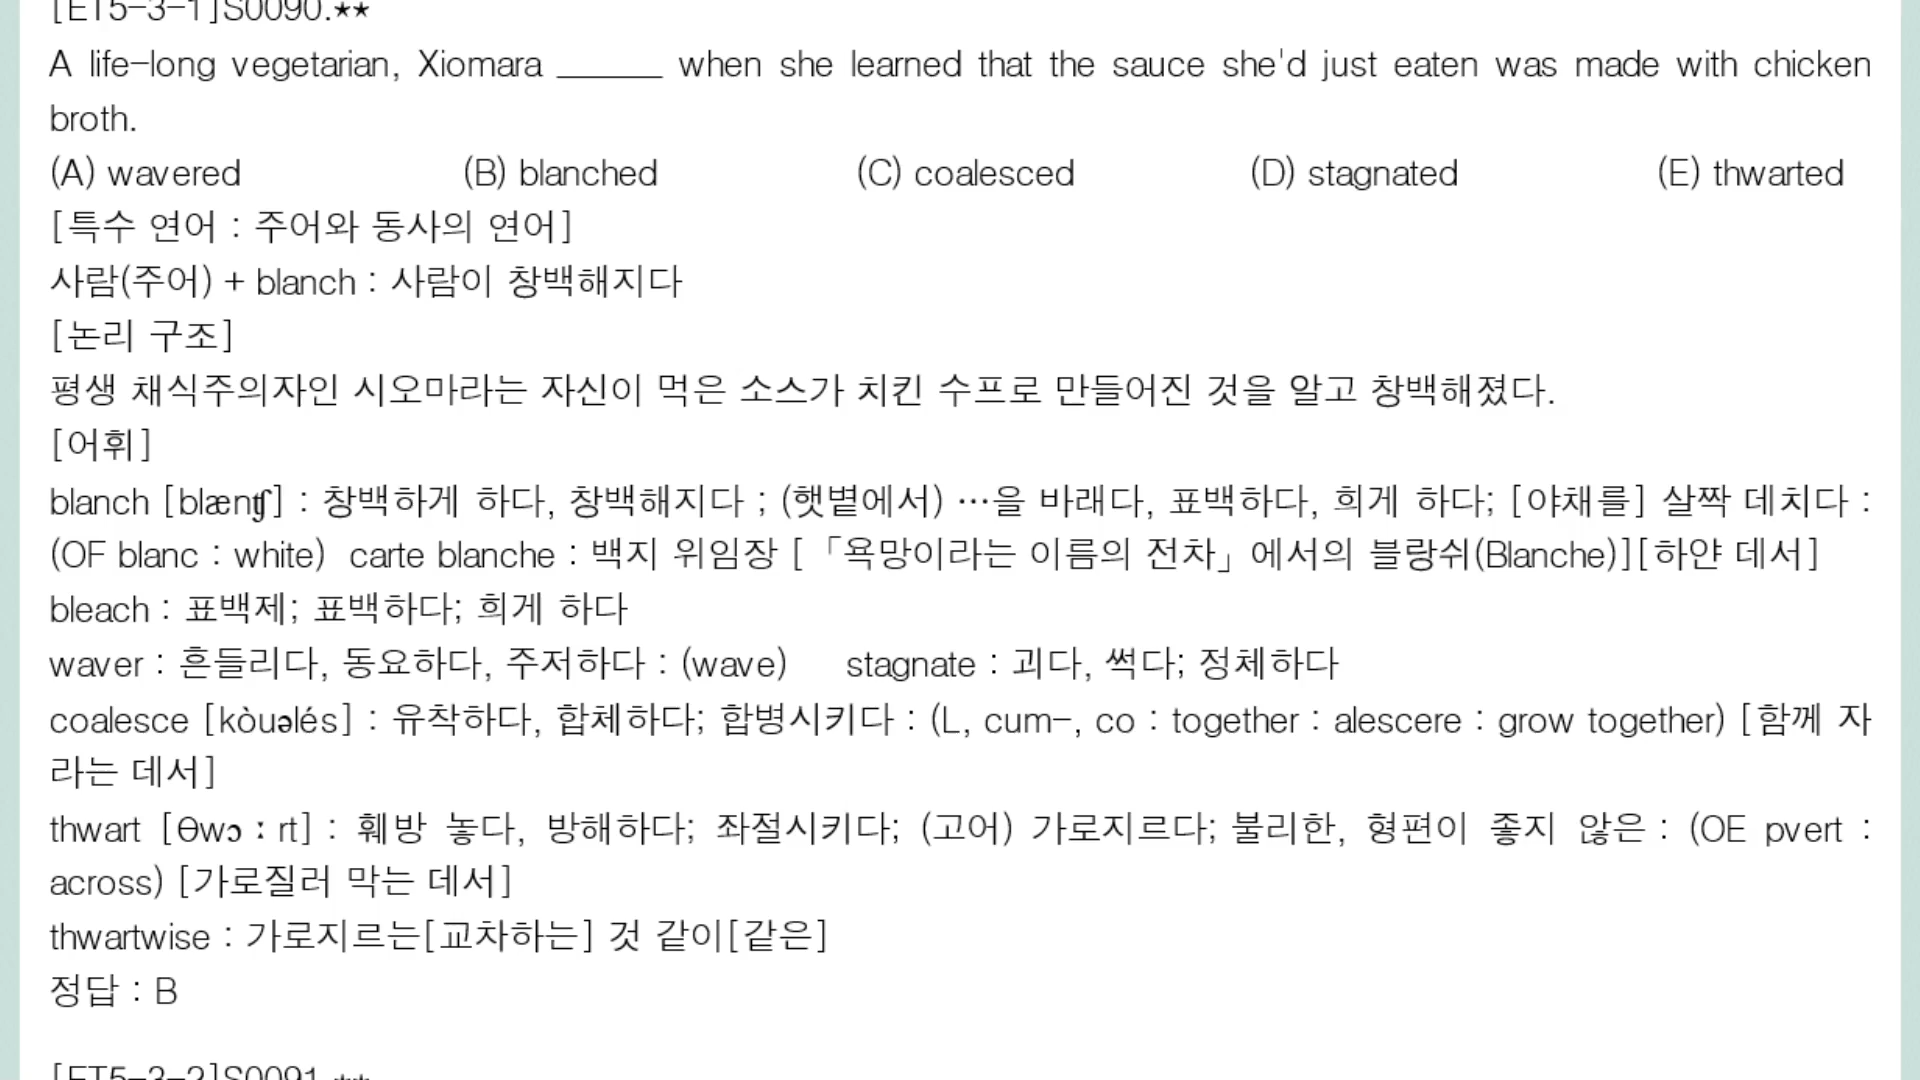 [ET5-3-1]S0090.★★
A life-long vegetarian, Xiomara ______ when she learned that the sauce she'd just eaten was made with chicken
broth.
(A) wavered (B) blanched (C) coalesced (D) stagnated (E) thwarted
[특수 연어 : 주어와 동사의 연어]
사람(주어) + blanch : 사람이 창백해지다
[논리 구조]
평생 채식주의자인 시오마라는 자신이 먹은 소스가 치킨 수프로 만들어진 것을 알고 창백해졌다.
[어휘]
blanch [blænʧ] : 창백하게 하다, 창백해지다 ; (햇볕에서) …을 바래다, 표백하다, 희게 하다; [야채를] 살짝 데치다 :
(OF blanc : white) carte blanche : 백지 위임장 [「욕망이라는 이름의 전차」에서의 블랑쉬(Blanche)][하얀 데서]
bleach : 표백제; 표백하다; 희게 하다
waver : 흔들리다, 동요하다, 주저하다 : (wave) stagnate : 괴다, 썩다; 정체하다
coalesce [kòuəlés] : 유착하다, 합체하다; 합병시키다 : (L, cum-, co : together : alescere : grow together) [함께 자
라는 데서]
thwart [θwɔːrt] : 훼방 놓다, 방해하다; 좌절시키다; (고어) 가로지르다; 불리한, 형편이 좋지 않은 : (OE pvert :
across) [가로질러 막는 데서]
thwartwise : 가로지르는[교차하는] 것 같이[같은]
정답 : B
[ET5-3-2]S0091.★★